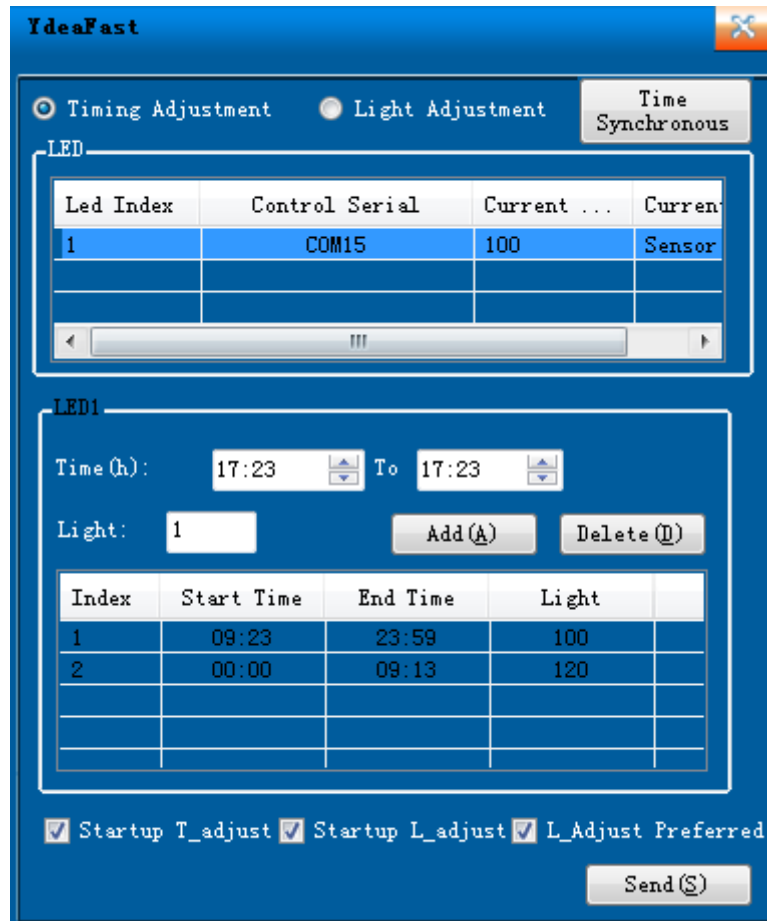 YdeaFast
Timing Adjustment Light Adjustment Time Synchronous
LED
Led Index Control Serial Current ... Curren
1 COM15 100 Sensor
LED1
Time(h): 17:23 To 17:23
Light: 1 Add(A) Delete(D)
Index Start Time End Time Light
1 09:23 23:59 100
2 00:00 09:13 120
Startup T_adjust Startup L_adjust L_Adjust Preferred
Send(S)